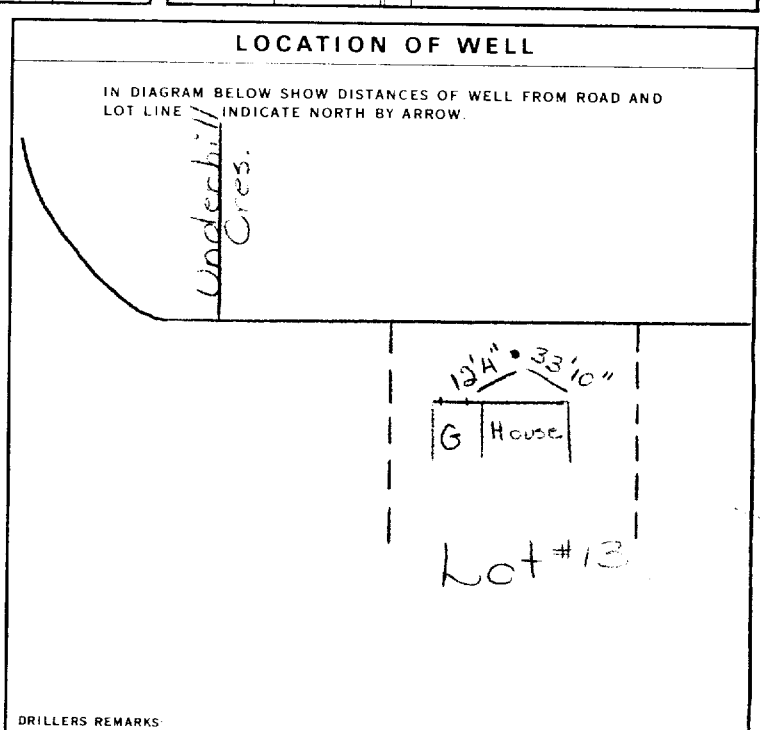 LOCATION OF WELL
IN DIAGRAM BELOW SHOW DISTANCES OF WELL FROM ROAD AND
LOT LINE INDICATE NORTH BY ARROW.
Underhill
Cres.
12'4" 33'10"
G House
Lot #13
DRILLERS REMARKS